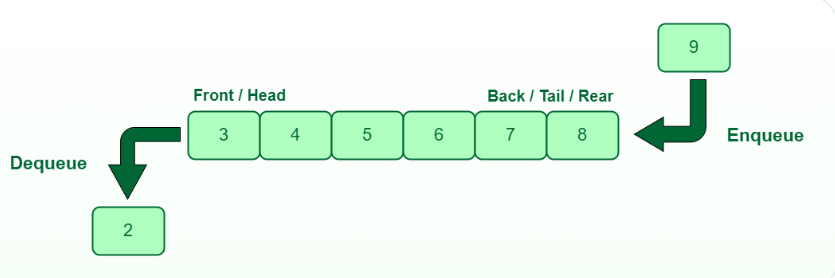 9
Front / Head
Back / Tail / Rear
3 4 5 6 7 8
Enqueue
Dequeue
2